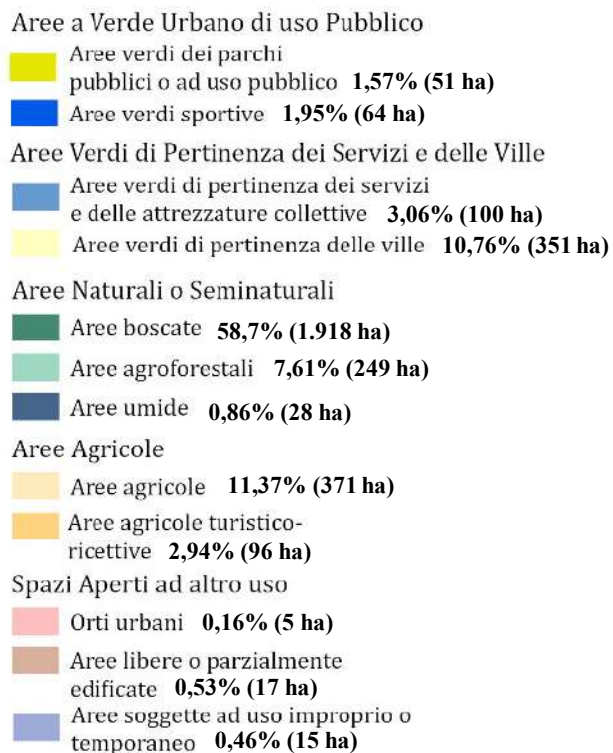 Aree a Verde Urbano di uso Pubblico
Aree verdi dei parchi
pubblici o ad uso pubblico 1,57% (51 ha)
Aree verdi sportive 1,95% (64 ha)
Aree Verdi di Pertinenza dei Servizi e delle Ville
Aree verdi di pertinenza dei servizi
e delle attrezzature collettive 3,06% (100 ha)
Aree verdi di pertinenza delle ville 10,76% (351 ha)
Aree Naturali o Seminaturali
Aree boscate 58,7% (1.918 ha)
Aree agroforestali 7,61% (249 ha)
Aree umide 0,86% (28 ha)
Aree Agricole
Aree agricole 11,37% (371 ha)
Aree agricole turistico-
ricettive 2,94% (96 ha)
Spazi Aperti ad altro uso
Orti urbani 0,16% (5 ha)
Aree libere o parzialmente
edificate 0,53% (17 ha)
Aree soggette ad uso improprio o
temporaneo 0,46% (15 ha)